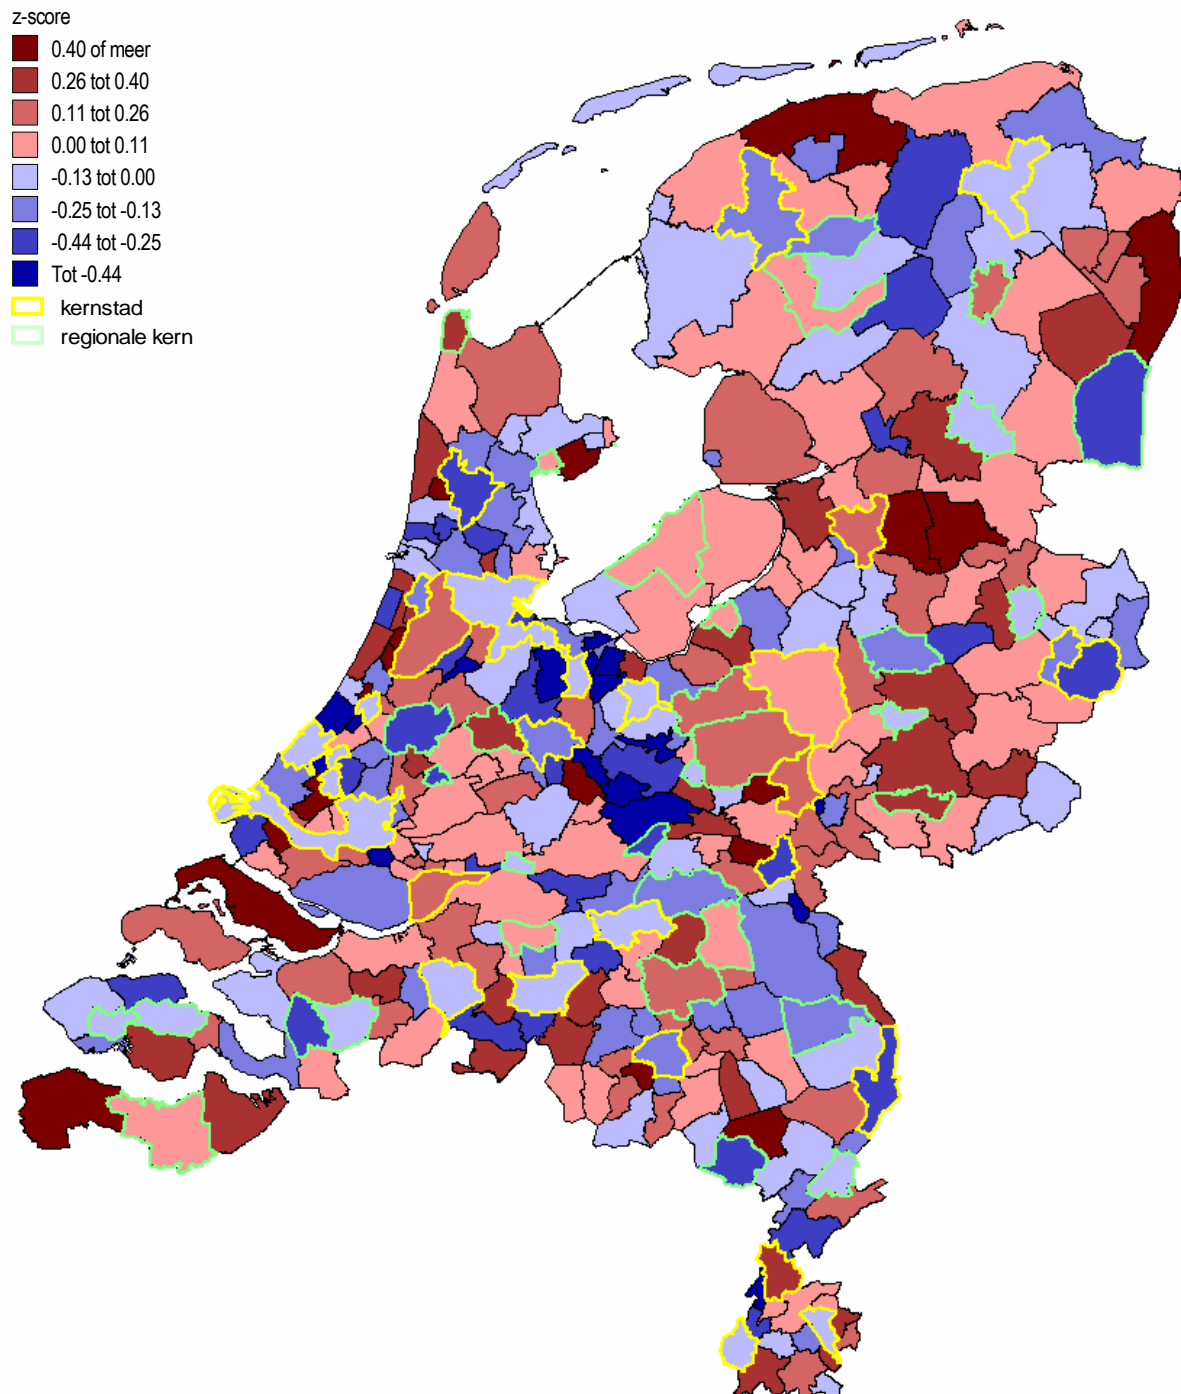 z-score
0.40 of meer
0.26 tot 0.40
0.11 tot 0.26
0.00 tot 0.11
-0.13 tot 0.00
-0.25 tot -0.13
-0.44 tot -0.25
Tot -0.44
kernstad
regionale kern